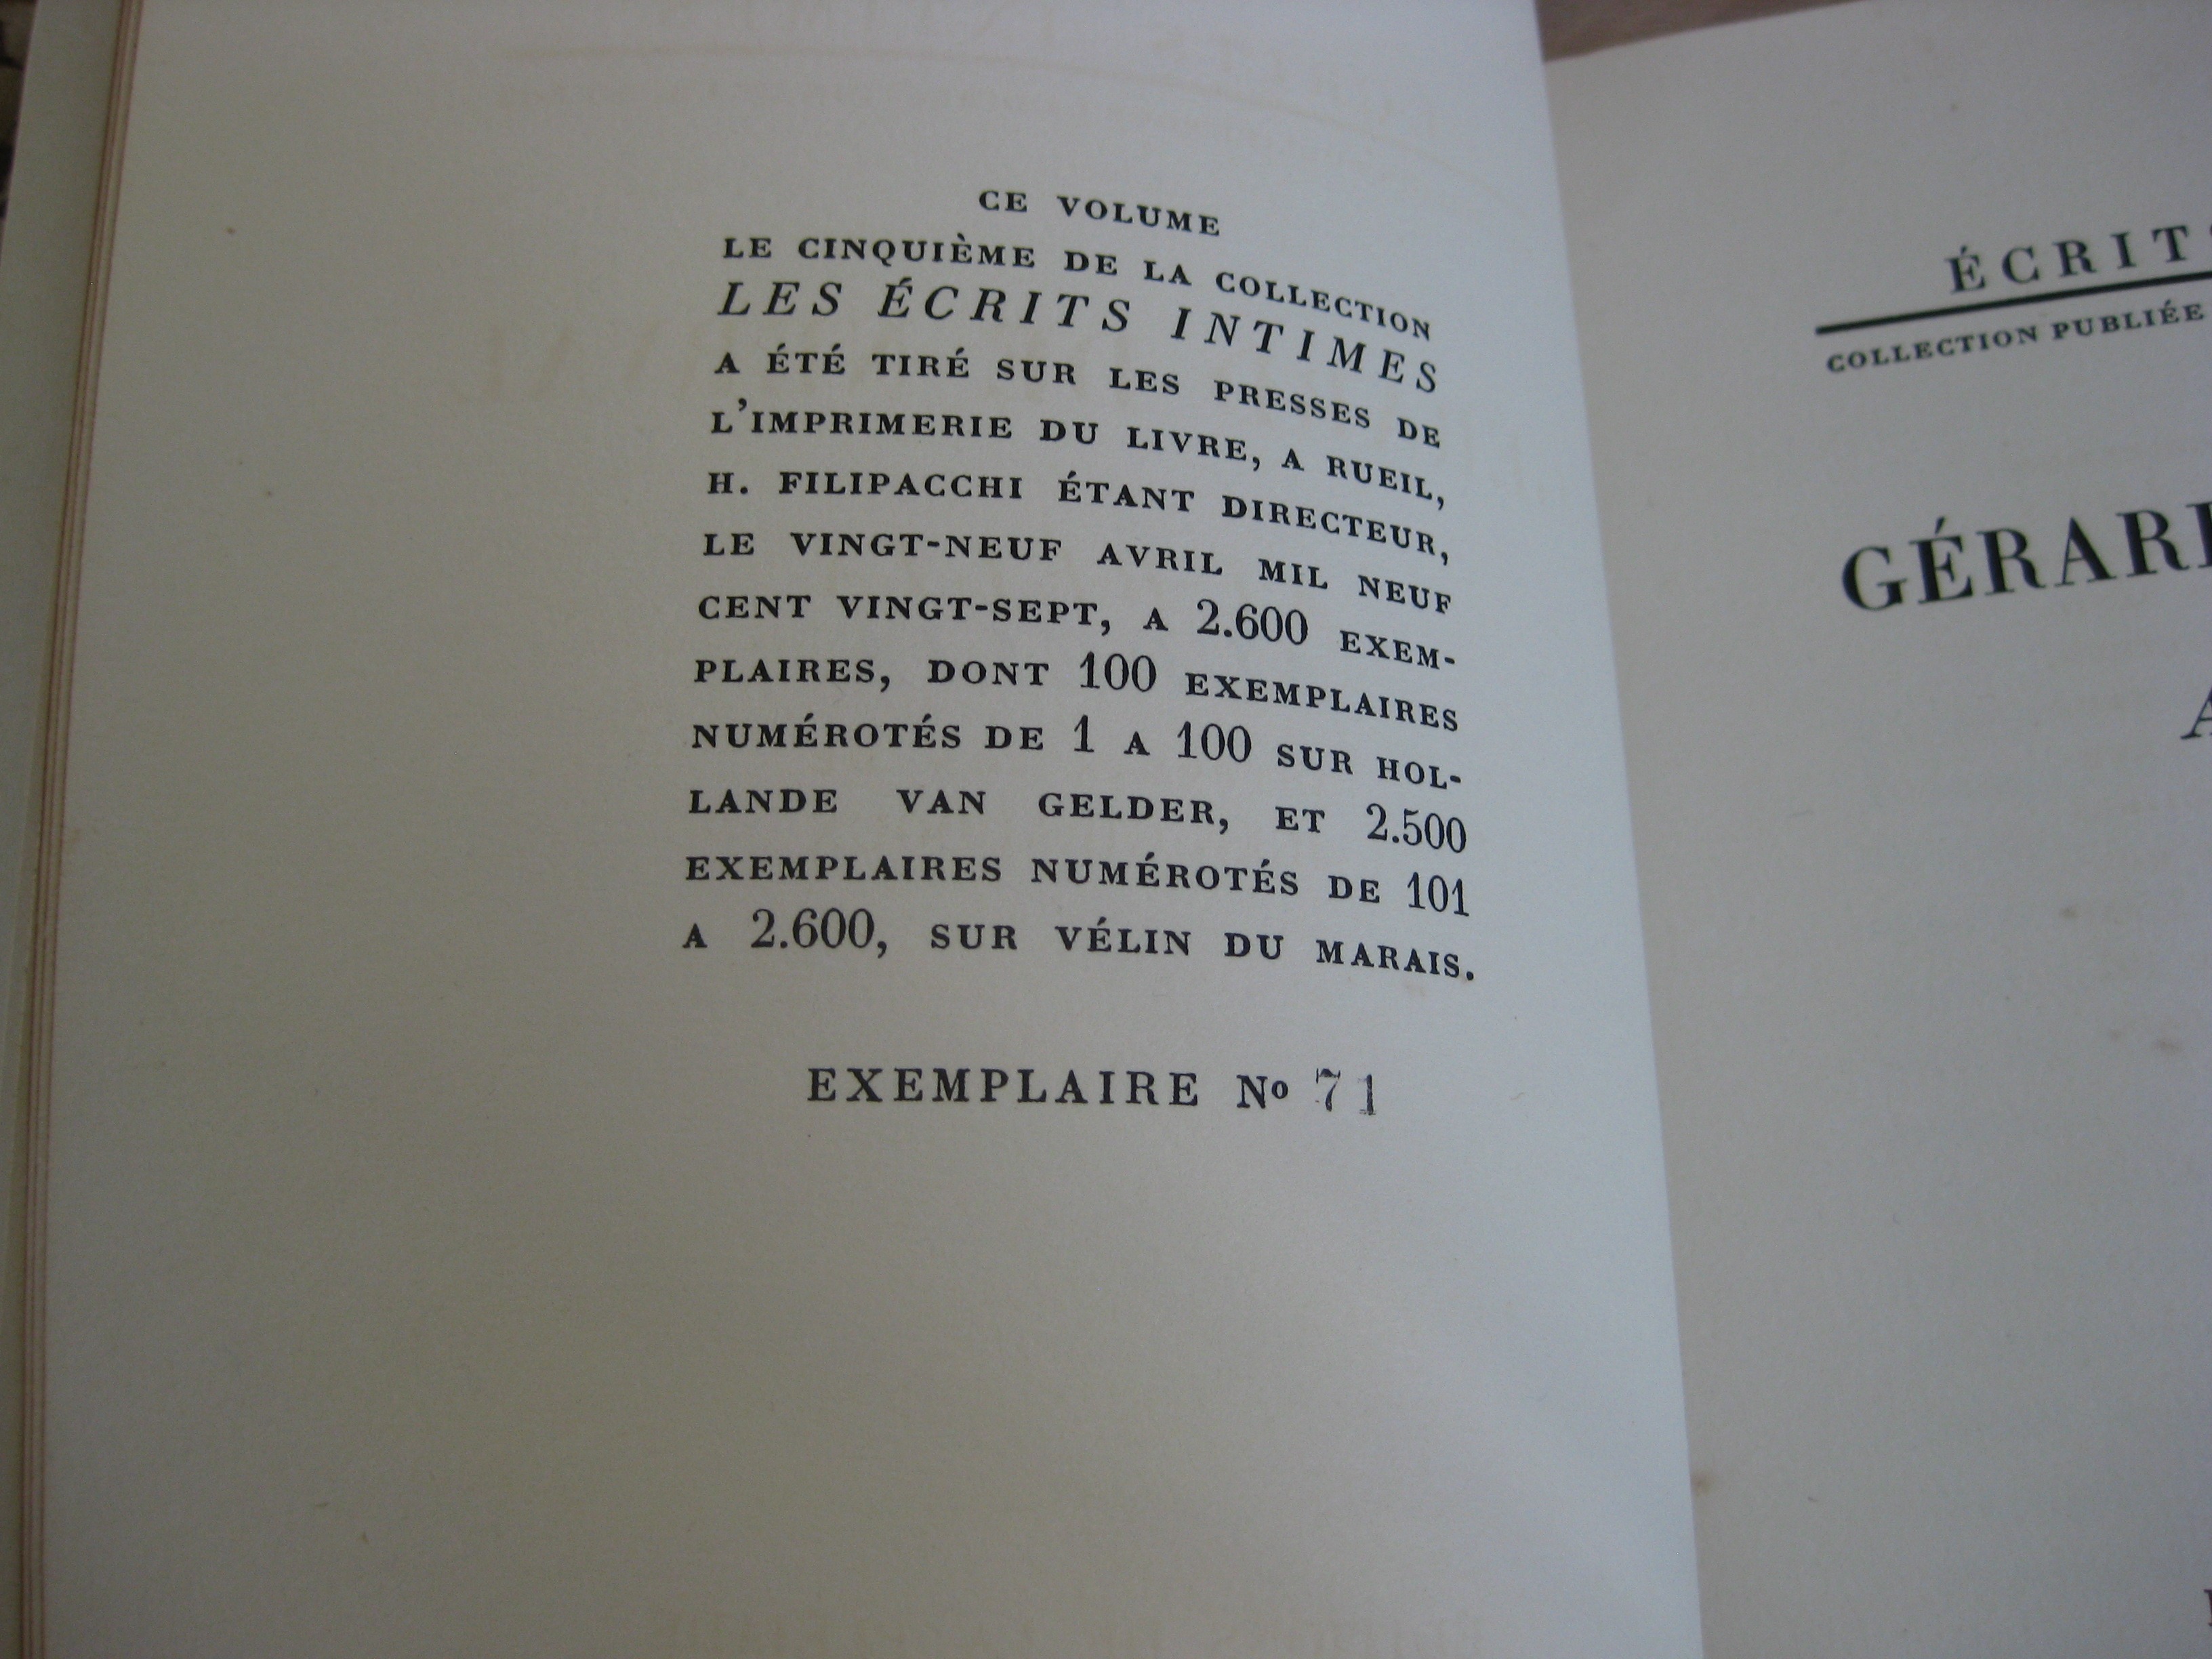 CE VOLUME
LE CINQUIÈME DE LA COLLECTION
LES ÉCRITS INTIMES
A ÉTÉ TIRÉ SUR LES PRESSES DE
L'IMPRIMERIE DU LIVRE, A RUEIL,
H. FILIPACCHI ÉTANT DIRECTEUR,
LE VINGT-NEUF AVRIL MIL NEUF
CENT VINGT-SEPT, A 2.600 EXEM-
PLAIRES, DONT 100 EXEMPLAIRES
NUMÉROTÉS DE 1 A 100 SUR HOL-
LANDE VAN GELDER, ET 2.500
EXEMPLAIRES NUMÉROTÉS DE 101
A 2.600, SUR VÉLIN DU MARAIS.
EXEMPLAIRE Nº 71
ÉCRIT
COLLECTION PUBLIÉE
GÉRAR